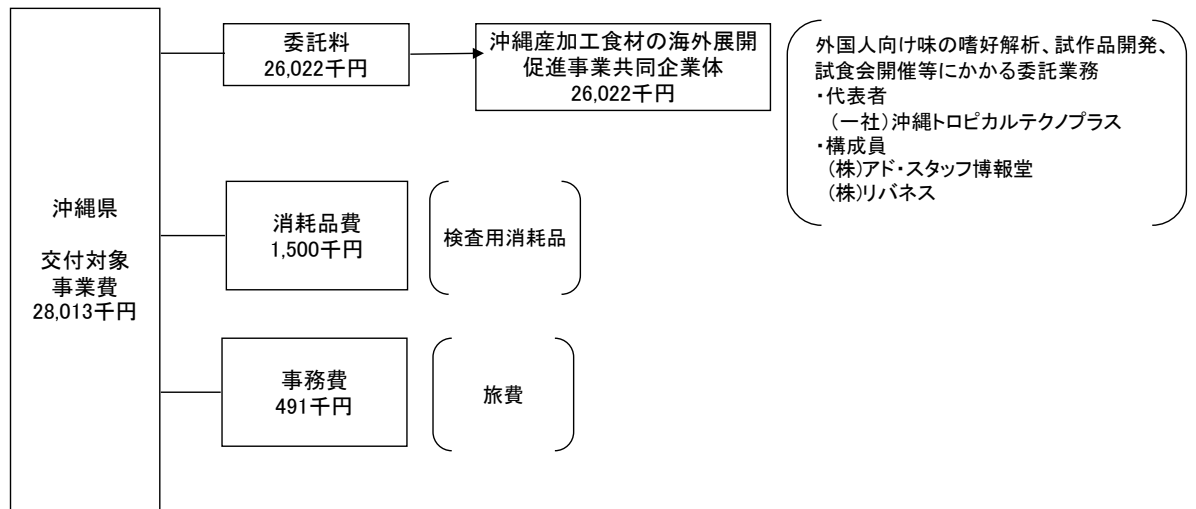 沖縄県
交付対象
事業費
28,013千円
委託料
26,022千円
沖縄産加工食材の海外展開
促進事業共同企業体
26,022千円
外国人向け味の嗜好解析、試作品開発、
試食会開催等にかかる委託業務
・代表者
(一社)沖縄トロピカルテクノプラス
・構成員
(株)アド・スタッフ博報堂
(株)リバネス
消耗品費
1,500千円
検査用消耗品
事務費
491千円
旅費